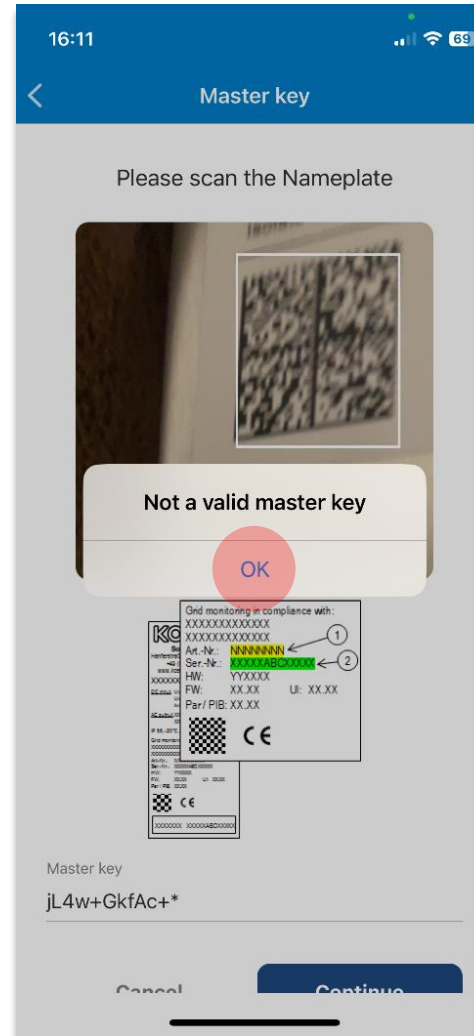 16:11
69
Master key
Please scan the Nameplate
Not a valid master key
OK
Grid monitoring in compliance with:
XXXXXXXXXXXXX
XXXXXXXXXXXXX
Art.-Nr.: NNNNNNNN
1
Ser.-Nr.: XXXXXABCXXXXX
2
HW: YYXXXX
FW: XX.XX UI: XX.XX
Par / PIB: XX.XX
CE
KO
CE
Master key
jL4w+GkfAc+*
Cancel
Continue